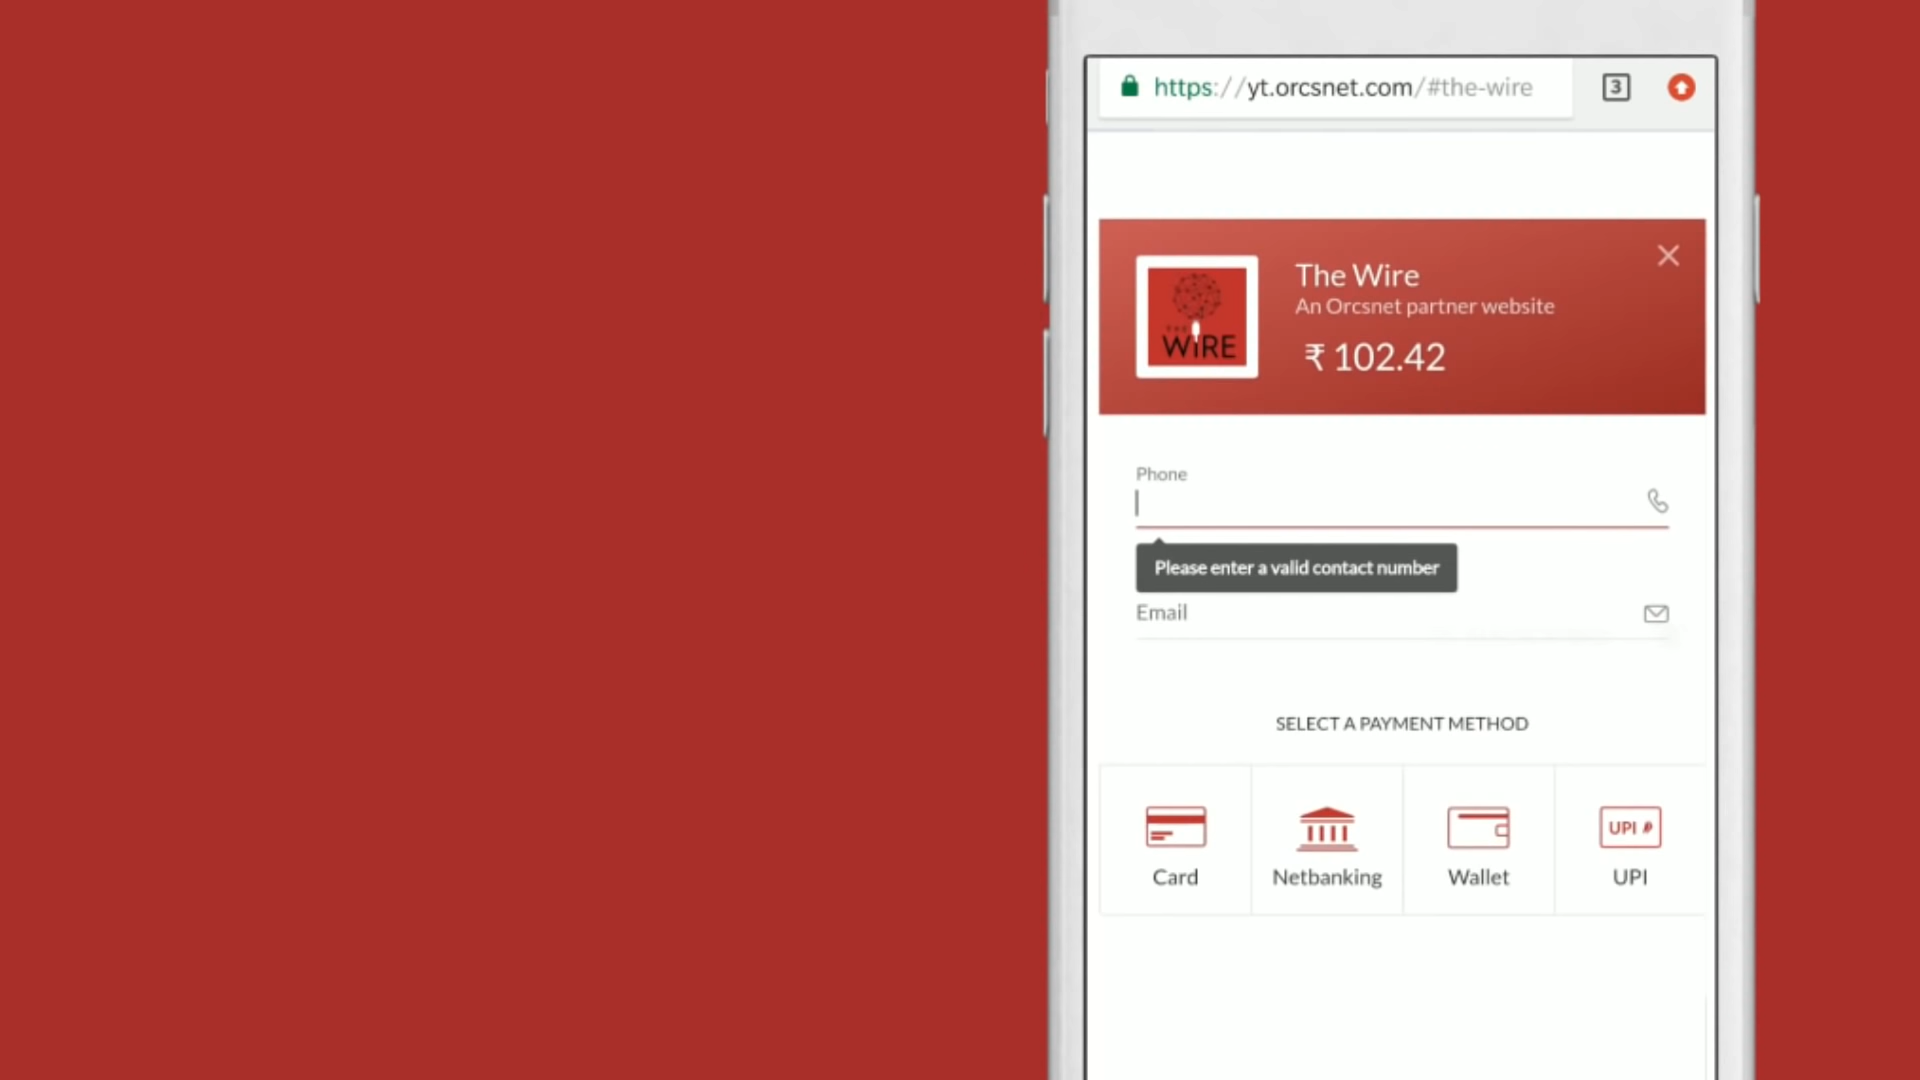 https://yt.orcsnet.com/#the-wire
3
The Wire
An Orcsnet partner website
₹ 102.42
THE
WiRE
Phone
Please enter a valid contact number
Email
SELECT A PAYMENT METHOD
Card
Netbanking
Wallet
UPI
UPI